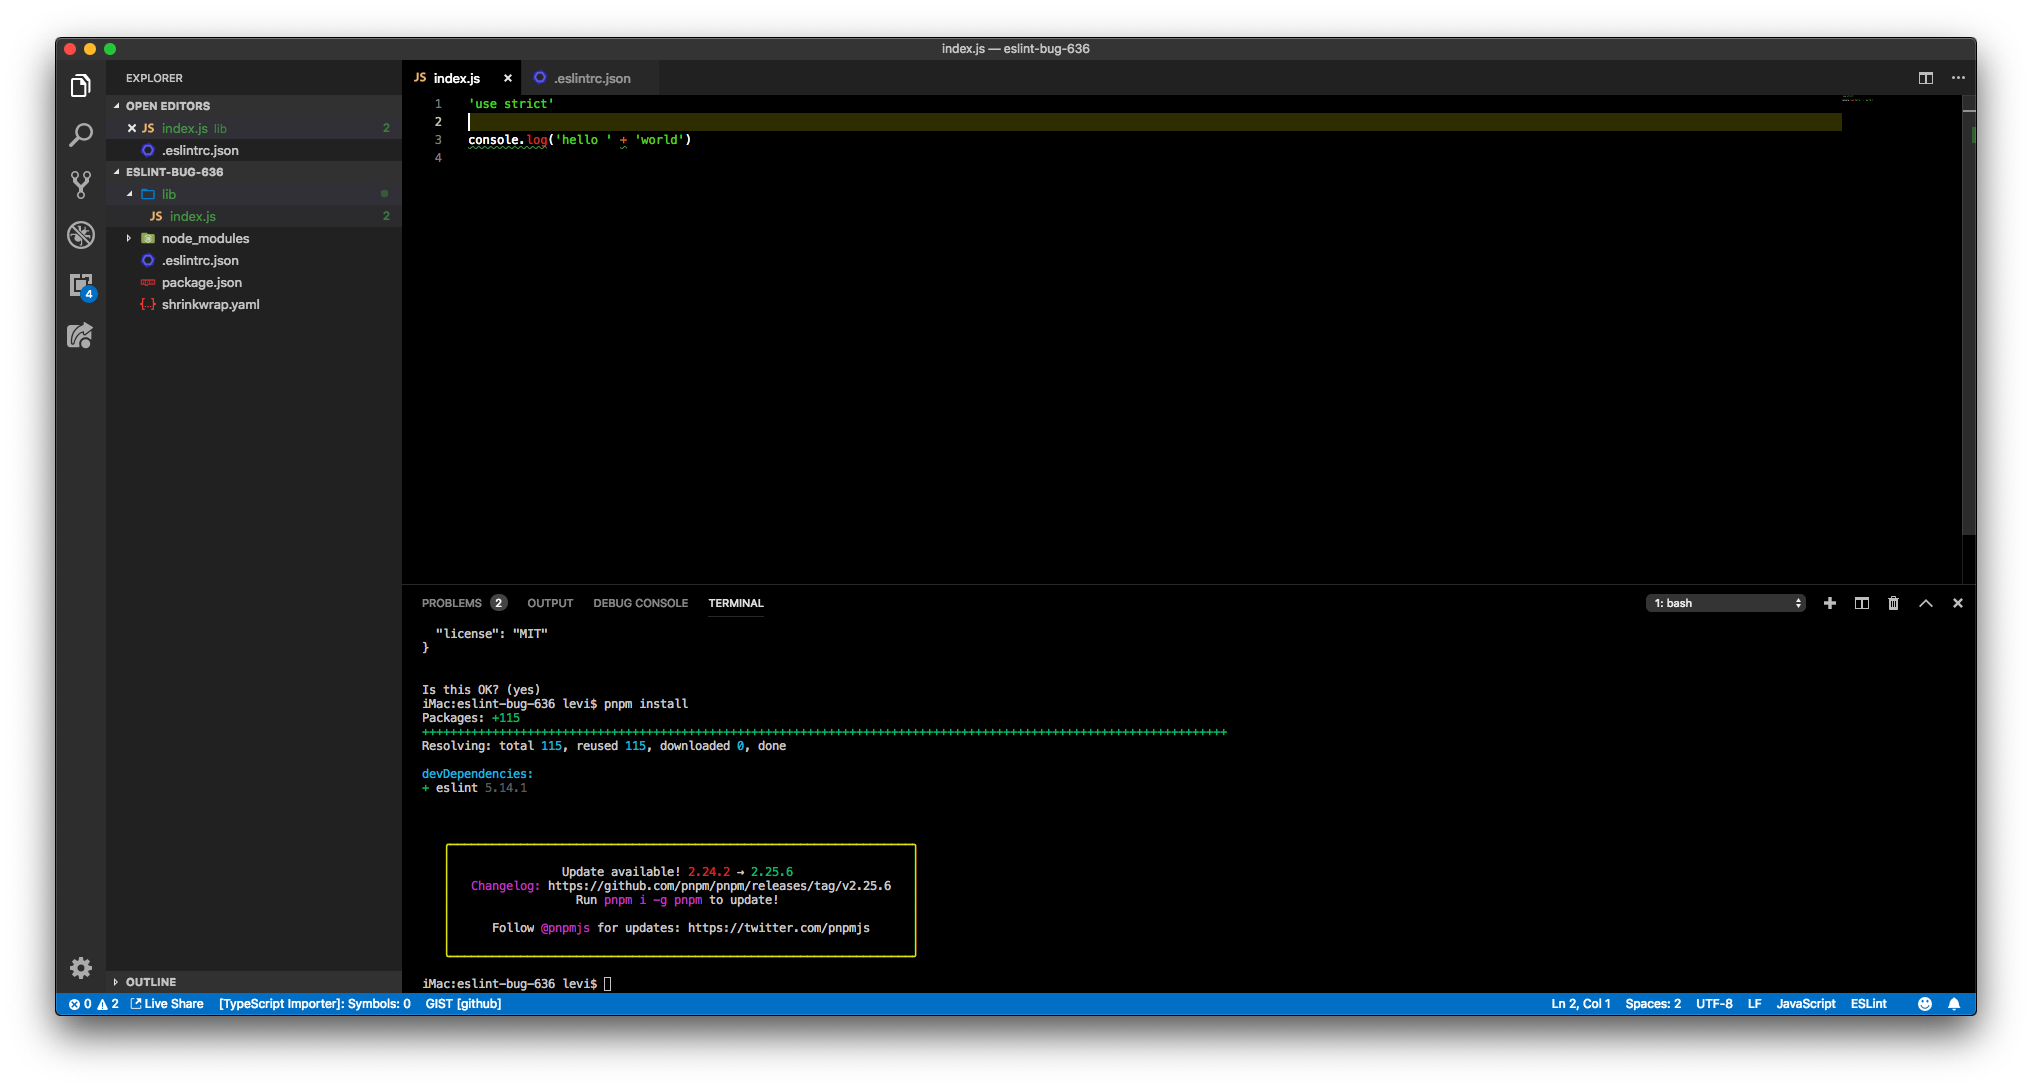 index.js — eslint-bug-636
EXPLORER
OPEN EDITORS
JS index.js lib 2
.eslintrc.json
ESLINT-BUG-636
lib
JS index.js 2
node_modules
.eslintrc.json
package.json
{..} shrinkwrap.yaml
4
OUTLINE
JS index.js
.eslintrc.json
1 'use strict'
2
3 console.log('hello ' + 'world')
4
PROBLEMS 2 OUTPUT DEBUG CONSOLE TERMINAL
1: bash
"license": "MIT"
}
Is this OK? (yes)
iMac:eslint-bug-636 levi$ pnpm install
Packages: +115
+++++++++++++++++++++++++++++++++++++++++++++++++++++++++++++++++++++++++++++++++++++++++++++++++++++++++++++++++++
Resolving: total 115, reused 115, downloaded 0, done
devDependencies:
+ eslint 5.14.1
Update available! 2.24.2 → 2.25.6
Changelog: https://github.com/pnpm/pnpm/releases/tag/v2.25.6
Run pnpm i -g pnpm to update!
Follow @pnpmjs for updates: https://twitter.com/pnpmjs
iMac:eslint-bug-636 levi$
0 2 Live Share [TypeScript Importer]: Symbols: 0 GIST [github]
Ln 2, Col 1 Spaces: 2 UTF-8 LF JavaScript ESLint